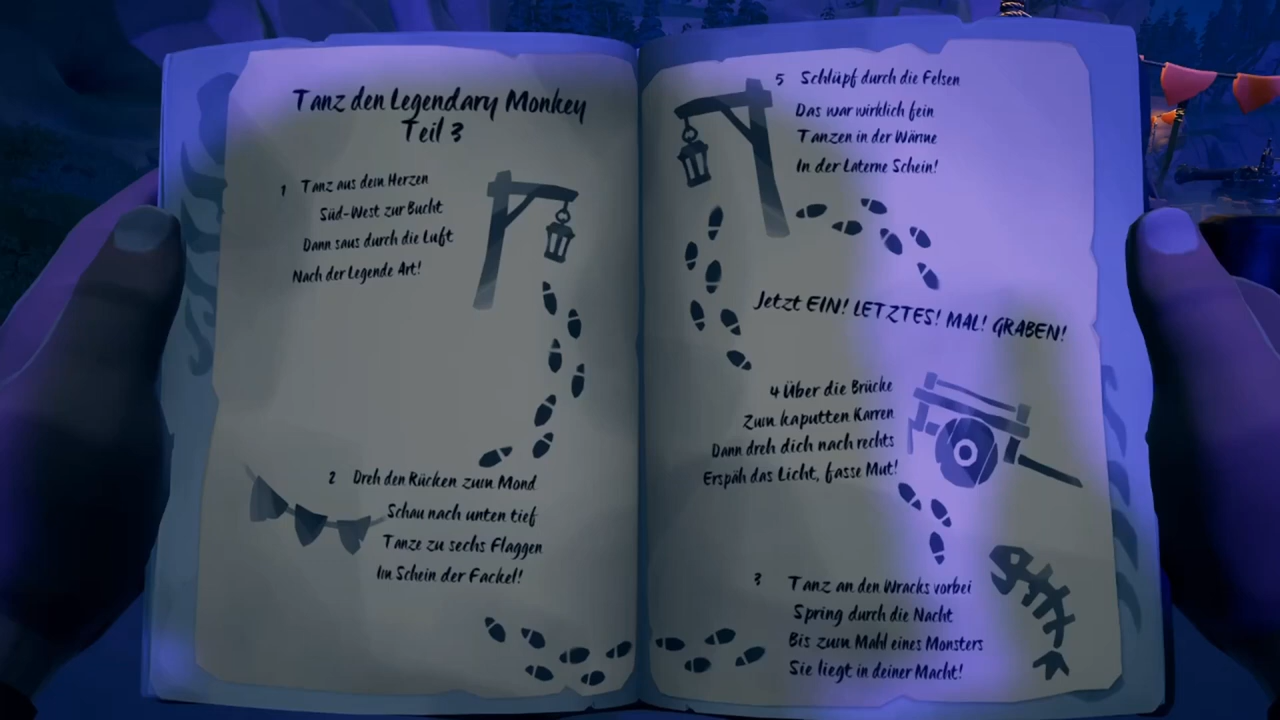 Tanz den Legendary Monkey
Teil 3
1 Tanz aus dein Herzen
Süd-West zur Bucht
Dann saus durch die Luft
Nach der Legende Art!
2 Dreh den Rücken zum Mond
Schau nach unten tief
Tanze zu sechs Flaggen
Im Schein der Fackel!
3 Tanz an den Wracks vorbei
Spring durch die Nacht
Bis zum Mahl eines Monsters
Sie liegt in deiner Macht!
4 Über die Brücke
Zum kaputten Karren
Dann dreh dich nach rechts
Erspäh das Licht, fasse Mut!
5 Schlüpf durch die Felsen
Das war wirklich fein
Tanzen in der Wärme
In der Laterne Schein!
Jetzt EIN! LETZTES! MAL! GRABEN!